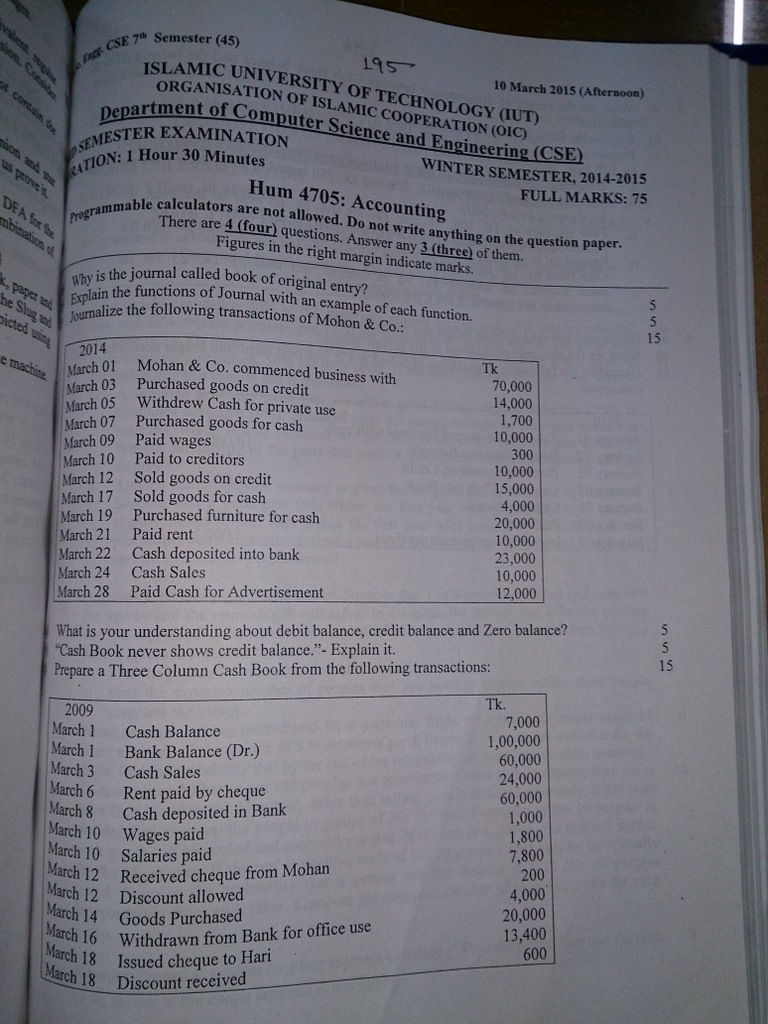 Engg. CSE 7th Semester (45)
195
10 March 2015 (Afternoon)
ISLAMIC UNIVERSITY OF TECHNOLOGY (IUT)
ORGANISATION OF ISLAMIC COOPERATION (OIC)
Department of Computer Science and Engineering (CSE)
SEMESTER EXAMINATION
WINTER SEMESTER, 2014-2015
RATION: 1 Hour 30 Minutes
FULL MARKS: 75
Hum 4705: Accounting
Programmable calculators are not allowed. Do not write anything on the question paper.
There are 4 (four) questions. Answer any 3 (three) of them.
Figures in the right margin indicate marks.
Why is the journal called book of original entry? 5
Explain the functions of Journal with an example of each function. 5
Journalize the following transactions of Mohon & Co.: 15
2014 Tk
March 01 Mohan & Co. commenced business with 70,000
March 03 Purchased goods on credit 14,000
March 05 Withdrew Cash for private use 1,700
March 07 Purchased goods for cash 10,000
March 09 Paid wages 300
March 10 Paid to creditors 10,000
March 12 Sold goods on credit 15,000
March 17 Sold goods for cash 4,000
March 19 Purchased furniture for cash 20,000
March 21 Paid rent 10,000
March 22 Cash deposited into bank 23,000
March 24 Cash Sales 10,000
March 28 Paid Cash for Advertisement 12,000
What is your understanding about debit balance, credit balance and Zero balance? 5
“Cash Book never shows credit balance.”- Explain it. 5
Prepare a Three Column Cash Book from the following transactions: 15
2009 Tk.
March 1 Cash Balance 7,000
March 1 Bank Balance (Dr.) 1,00,000
March 3 Cash Sales 60,000
March 6 Rent paid by cheque 24,000
March 8 Cash deposited in Bank 60,000
March 10 Wages paid 1,000
March 10 Salaries paid 1,800
March 12 Received cheque from Mohan 7,800
March 12 Discount allowed 200
March 14 Goods Purchased 4,000
March 16 Withdrawn from Bank for office use 20,000
March 18 Issued cheque to Hari 13,400
March 18 Discount received 600